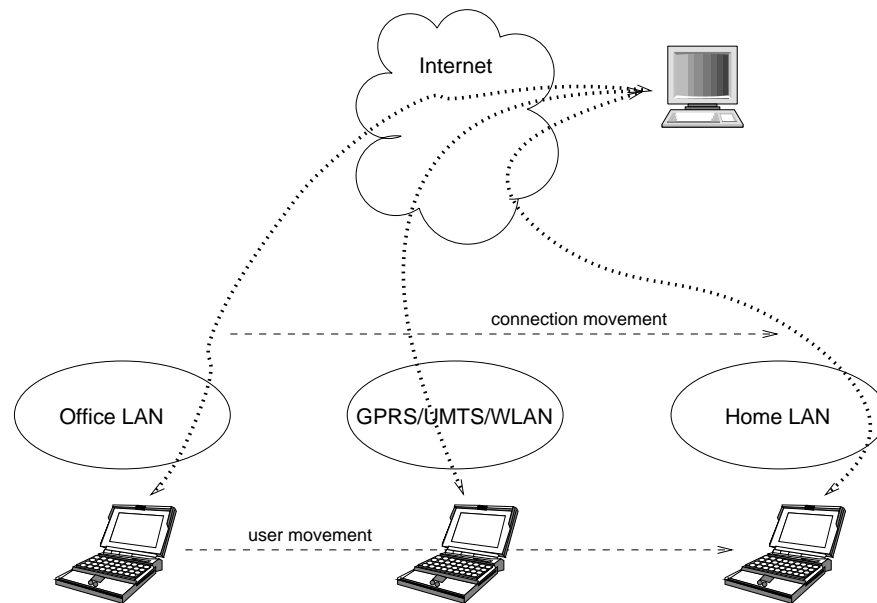 Internet
connection movement
Office LAN
GPRS/UMTS/WLAN
Home LAN
user movement